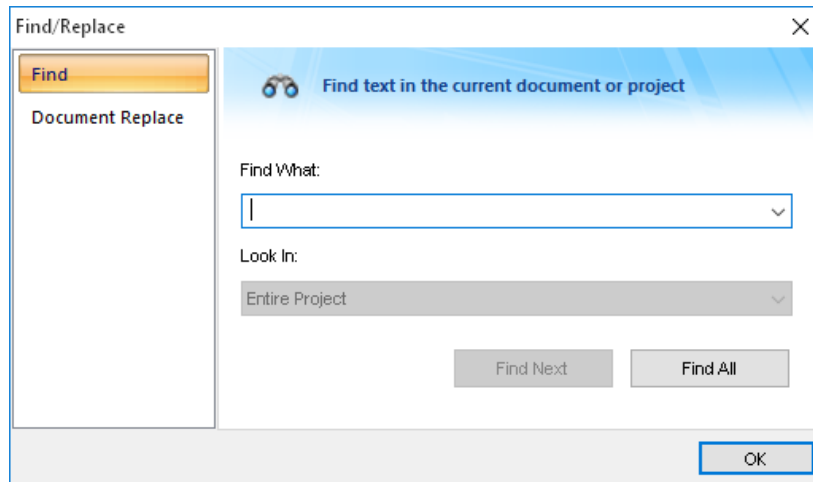 Find/Replace
Find
Document Replace
Find text in the current document or project
Find What:
Look In:
Entire Project
Find Next
Find All
OK